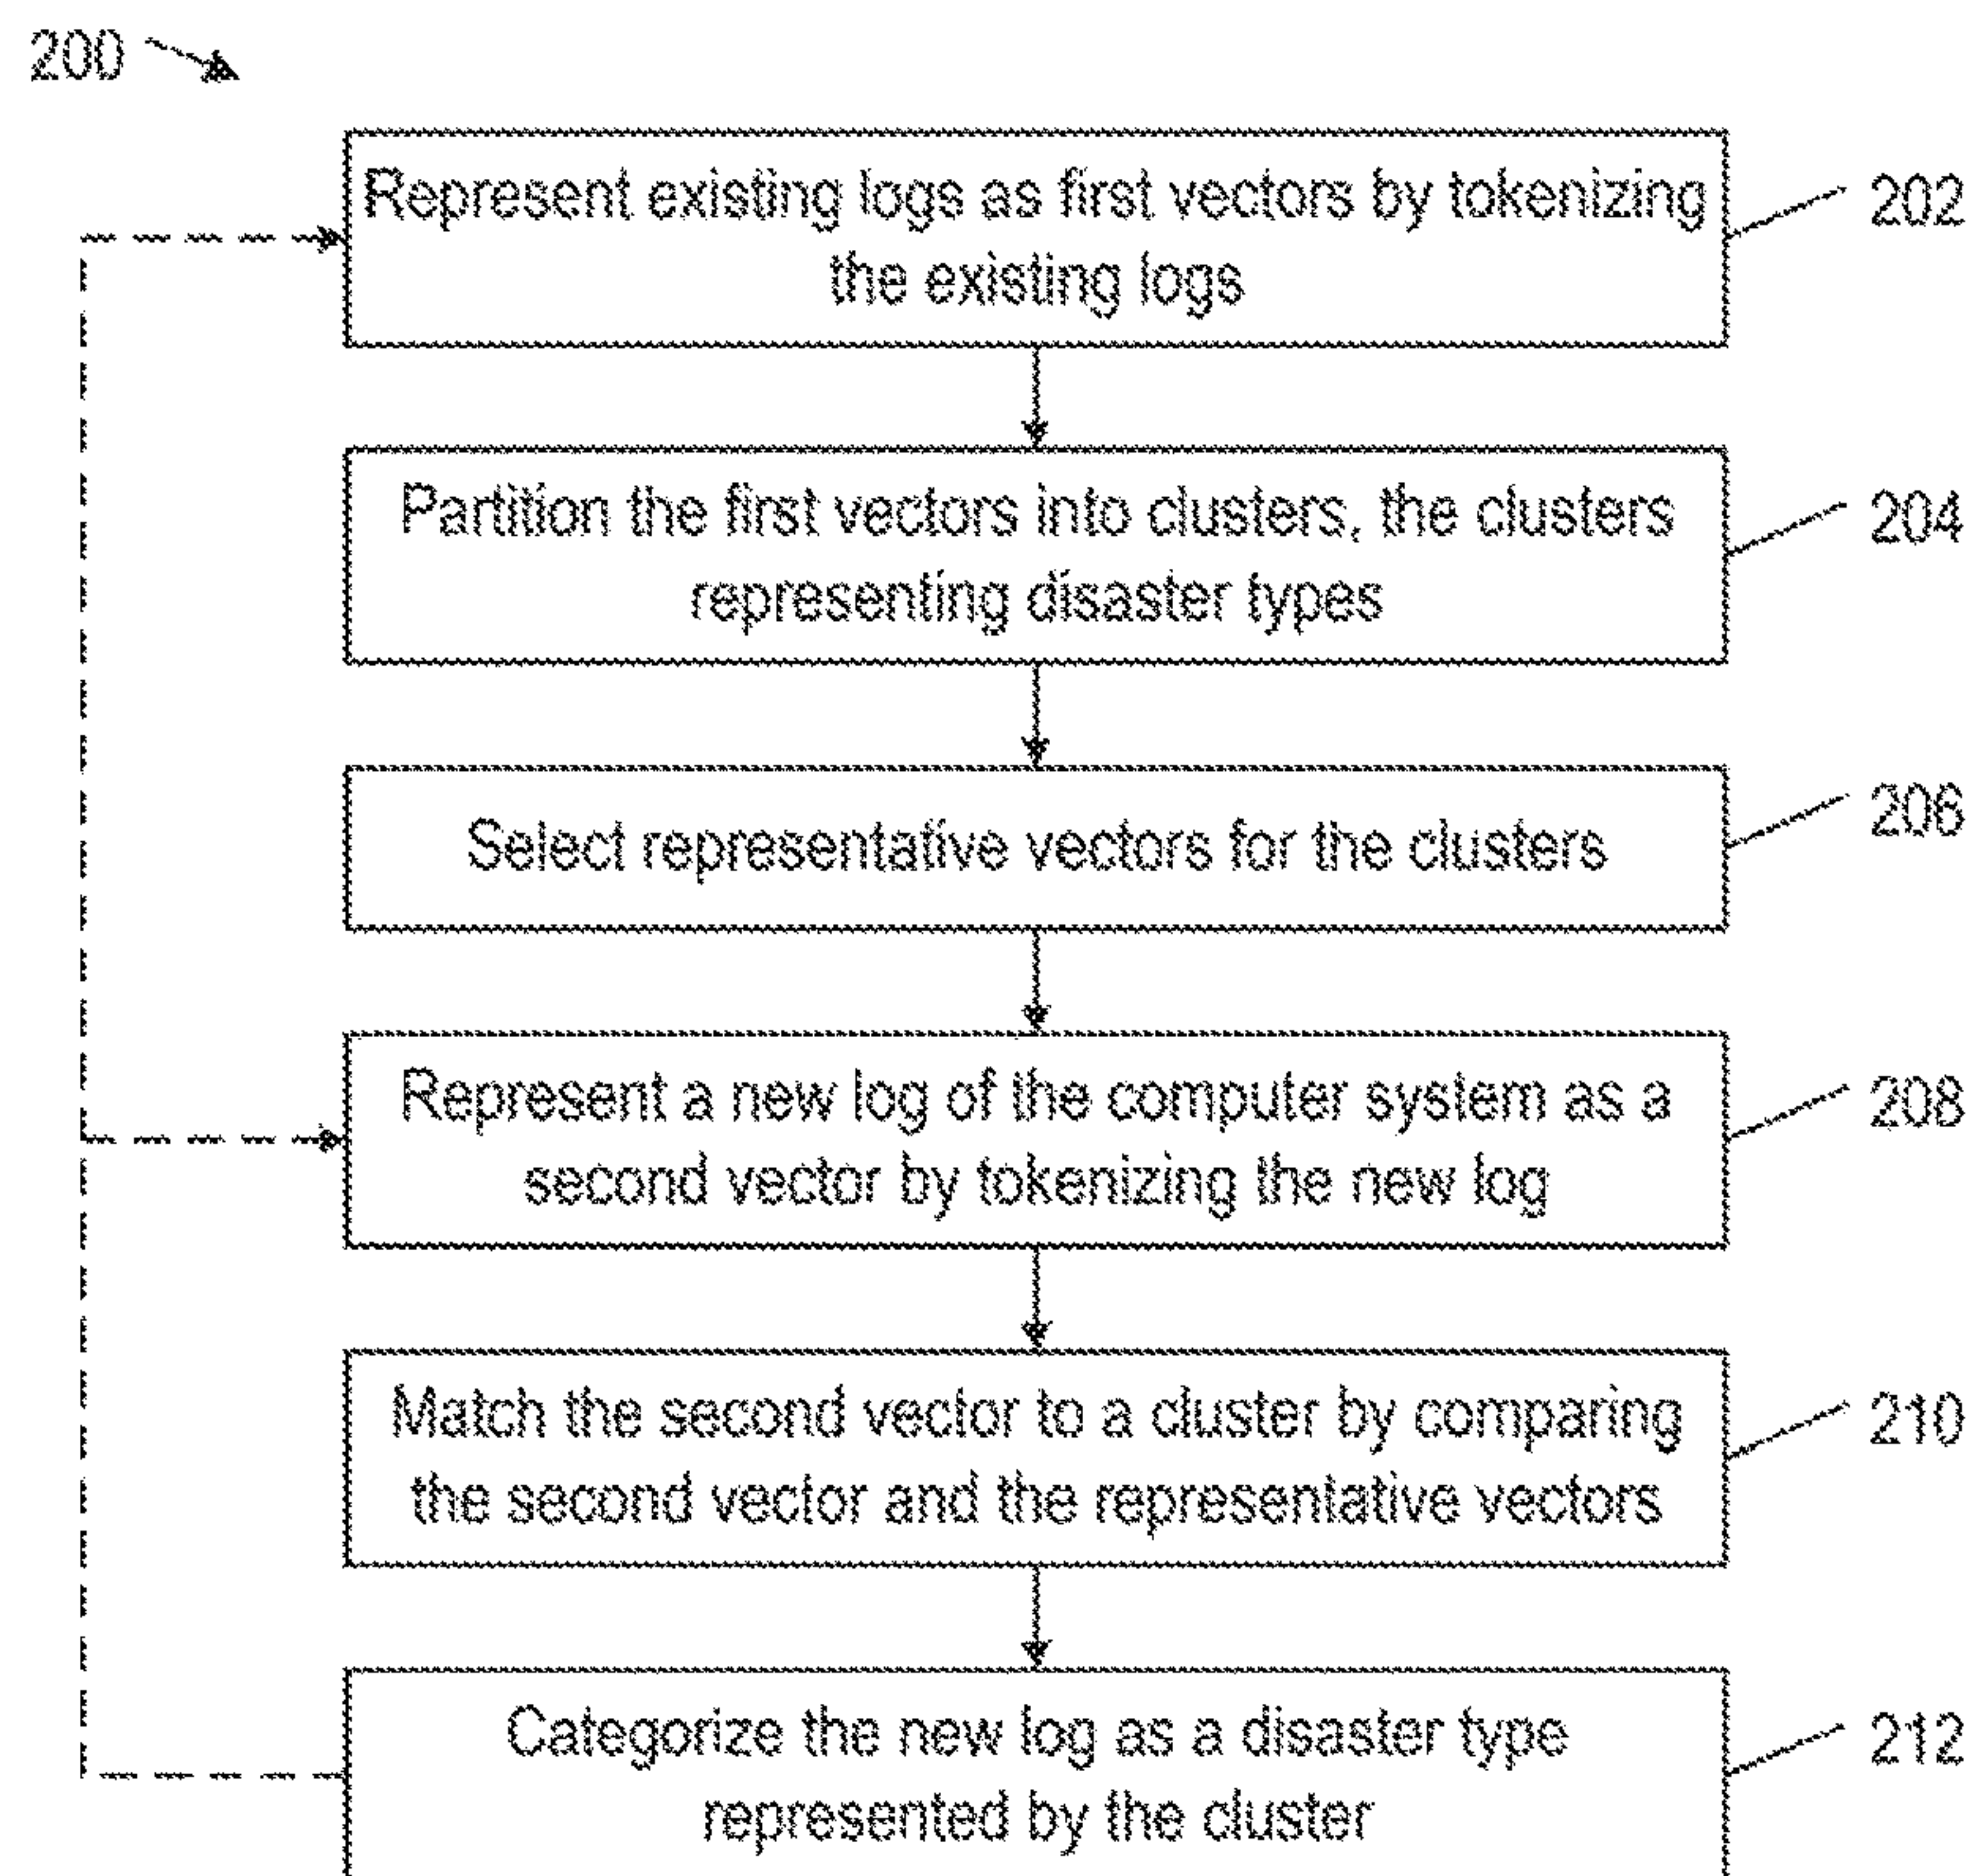 200
Represent existing logs as first vectors by tokenizing
the existing logs
202
Partition the first vectors into clusters, the clusters
representing disaster types
204
Select representative vectors for the clusters
206
Represent a new log of the computer system as a
second vector by tokenizing the new log
208
Match the second vector to a cluster by comparing
the second vector and the representative vectors
210
Categorize the new log as a disaster type
represented by the cluster
212